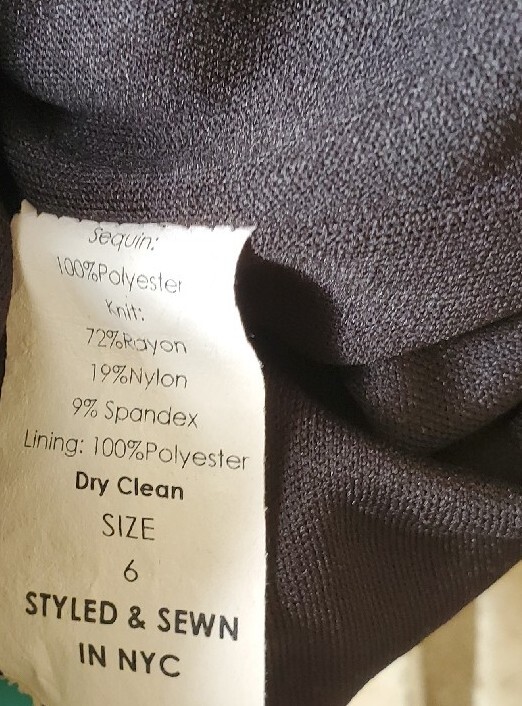 Sequin:
100%Polyester
Knit:
72%Rayon
19%Nylon
9% Spandex
Lining: 100%Polyester
Dry Clean
SIZE
6
STYLED & SEWN
IN NYC